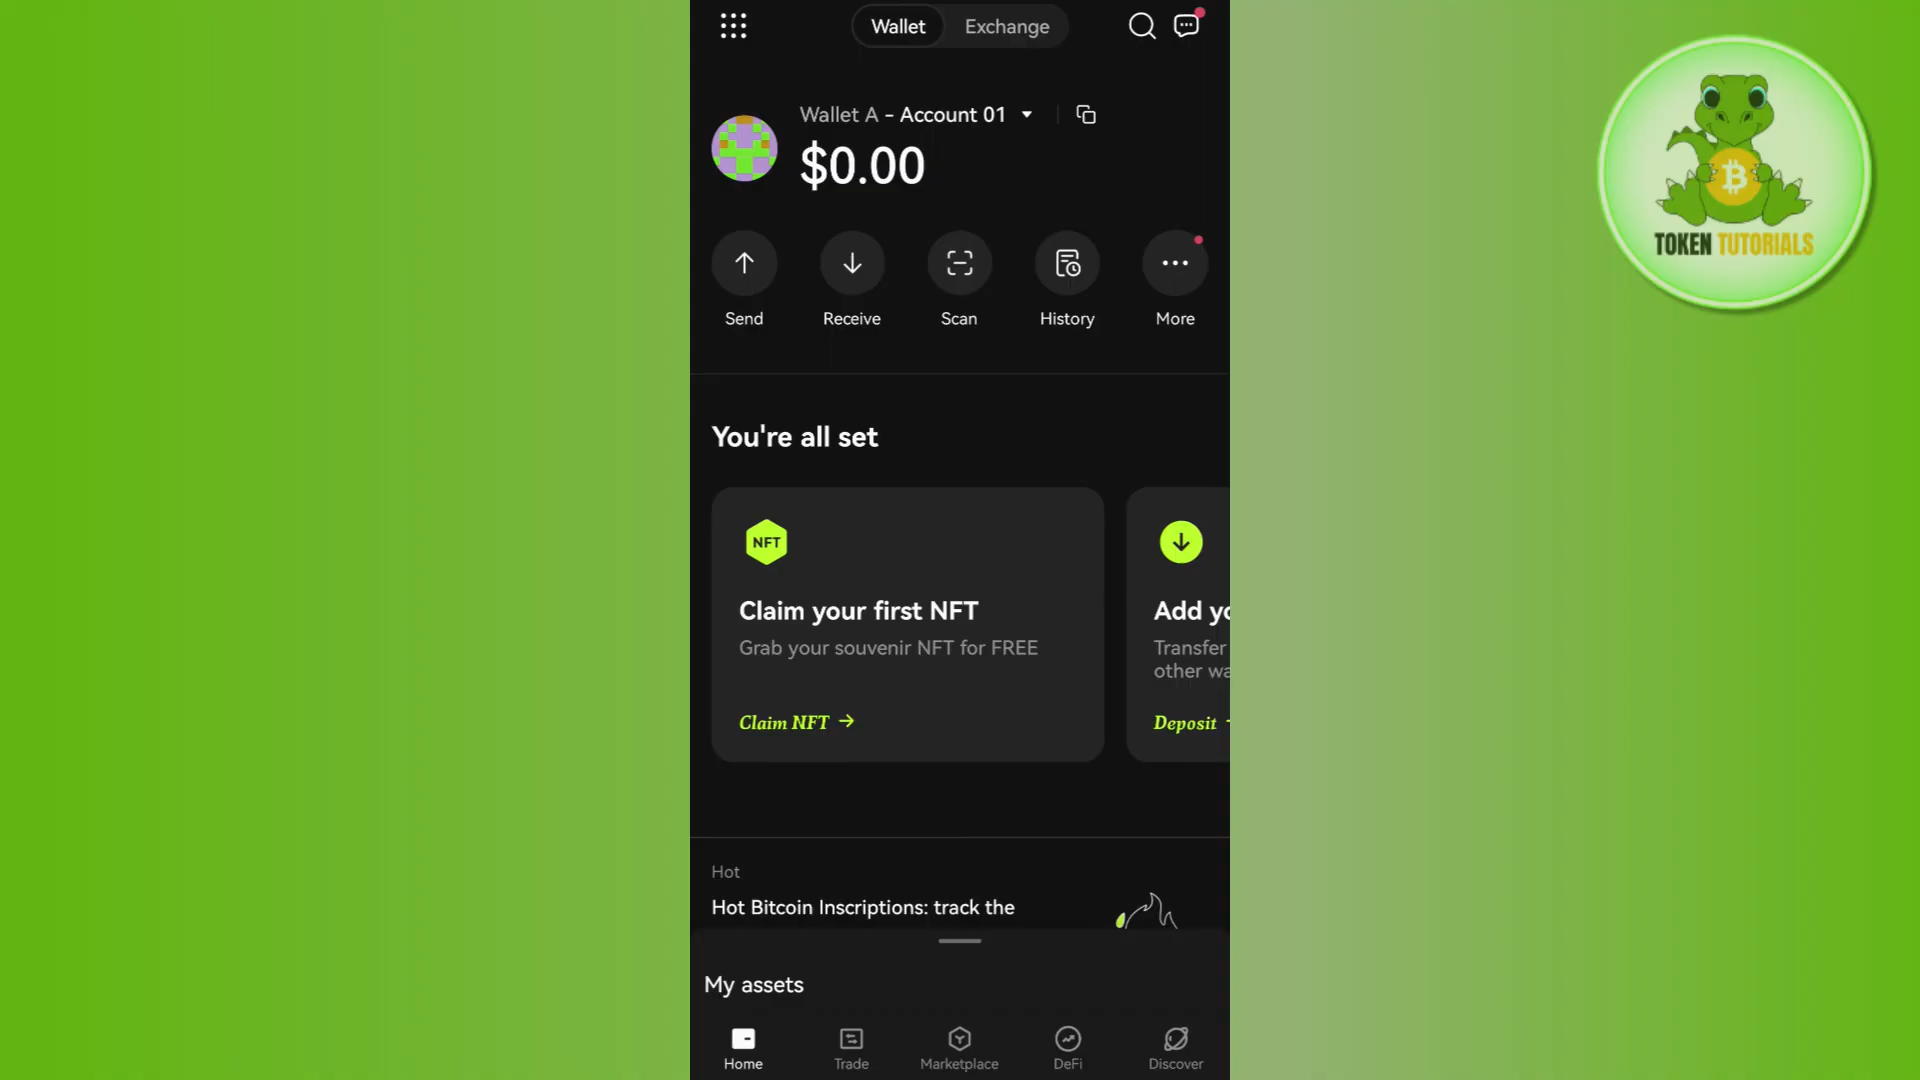 Wallet
Exchange
Wallet A - Account 01
$0.00
Send
Receive
Scan
History
More
You're all set
NFT
Claim your first NFT
Grab your souvenir NFT for FREE
Claim NFT →
Add yo
Transfer
other wa
Deposit
Hot
Hot Bitcoin Inscriptions: track the
My assets
Home
Trade
Marketplace
DeFi
Discover
TOKEN TUTORIALS